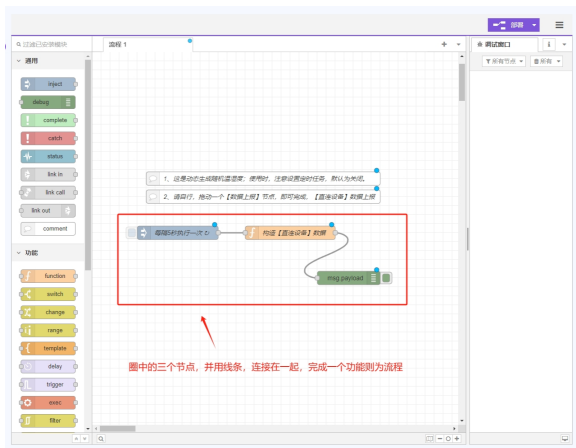 部署
过滤已安装模块
流程 1
调试窗口
i
所有节点
所有
通用
inject
debug
complete
catch
status
link in
link call
link out
comment
功能
function
switch
change
range
template
delay
trigger
exec
filter
1、这是动态生成随机温湿度，使用时，注意设置定时任务，默认为关闭。
2、请自行，拖动一个【数据上报】节点，即可完成，【直连设备】数据上报
每隔5秒执行一次 ↻
构造【直连设备】数据
msg.payload
圈中的三个节点，并用线条，连接在一起，完成一个功能则为流程